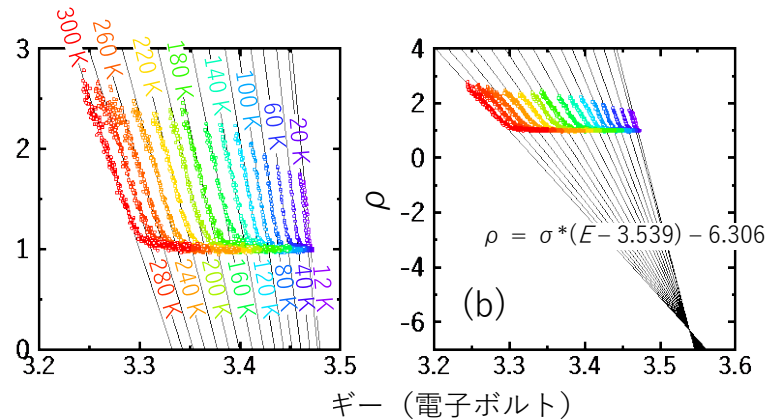 300 K
260 K
220 K
180 K
140 K
100 K
60 K
20 K
280 K
240 K
200 K
160 K
120 K
80 K
40 K
12 K
3
2
1
0
3.2
3.3
3.4
3.5
4
2
0
-2
-4
-6
ρ
ρ = σ*(E－3.539)－6.306
(b)
3.2
3.3
3.4
3.5
3.6
ギー（電子ボルト）